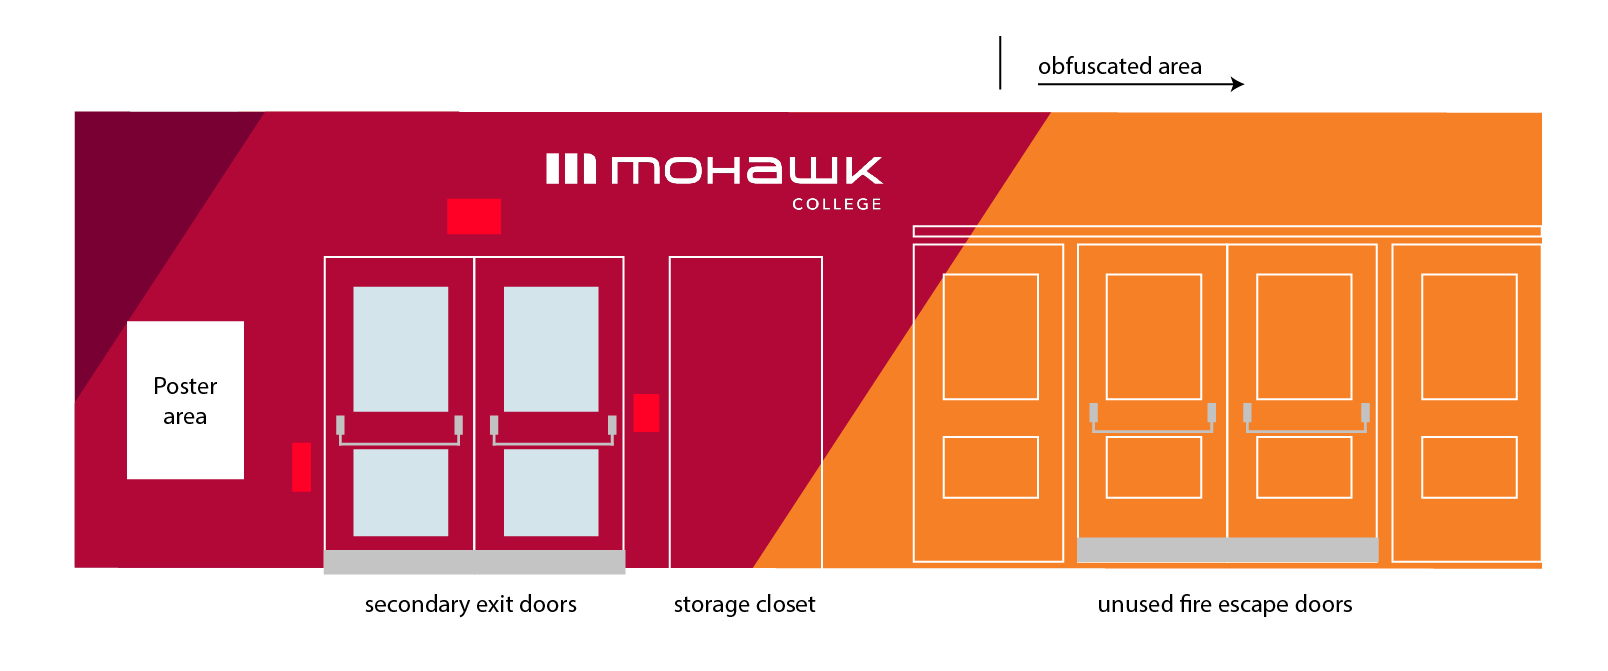 obfuscated area
mohawk
COLLEGE
Poster
area
secondary exit doors
storage closet
unused fire escape doors